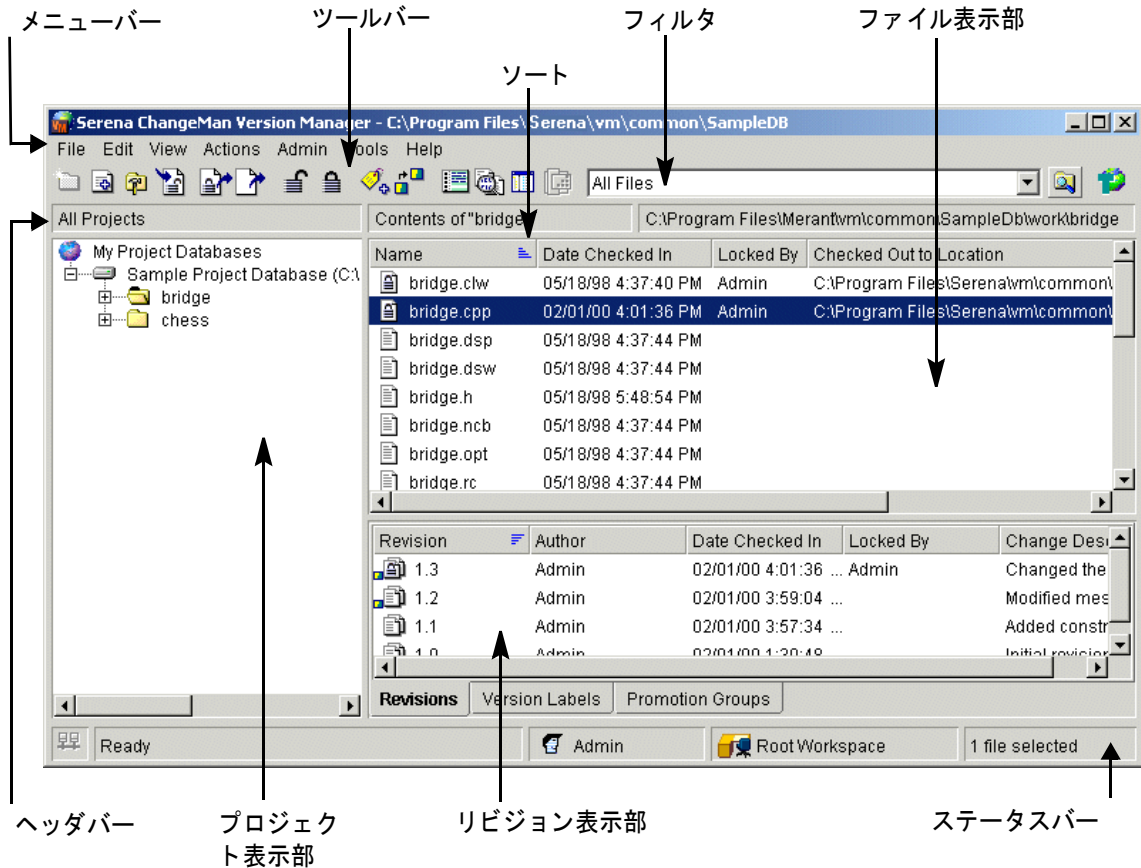 メニューバー
ツールバー
フィルタ
ファイル表示部
ソート
Serena ChangeMan Version Manager - C:\Program Files\Serena\vm\common\SampleDB
File Edit View Actions Admin Tools Help
All Files
All Projects
Contents of "bridge
C:\Program Files\Merant\vm\common\SampleDb\work\bridge
My Project Databases
Sample Project Database (C:\
bridge
chess
Name Date Checked In Locked By Checked Out to Location
bridge.clw 05/18/98 4:37:40 PM Admin C:\Program Files\Serena\vm\common\
bridge.cpp 02/01/00 4:01:36 PM Admin C:\Program Files\Serena\vm\common\
bridge.dsp 05/18/98 4:37:44 PM
bridge.dsw 05/18/98 4:37:44 PM
bridge.h 05/18/98 5:48:54 PM
bridge.ncb 05/18/98 4:37:44 PM
bridge.opt 05/18/98 4:37:44 PM
bridge.rc 05/18/98 4:37:44 PM
Revision Author Date Checked In Locked By Change Des
1.3 Admin 02/01/00 4:01:36 ... Admin Changed the
1.2 Admin 02/01/00 3:59:04 ... Modified mes
1.1 Admin 02/01/00 3:57:34 ... Added constr
1.0 Admin 02/01/00 1:30:48 Initial revision
Revisions Version Labels Promotion Groups
Ready Admin Root Workspace 1 file selected
ヘッダバー
プロジェク
ト表示部
リビジョン表示部
ステータスバー